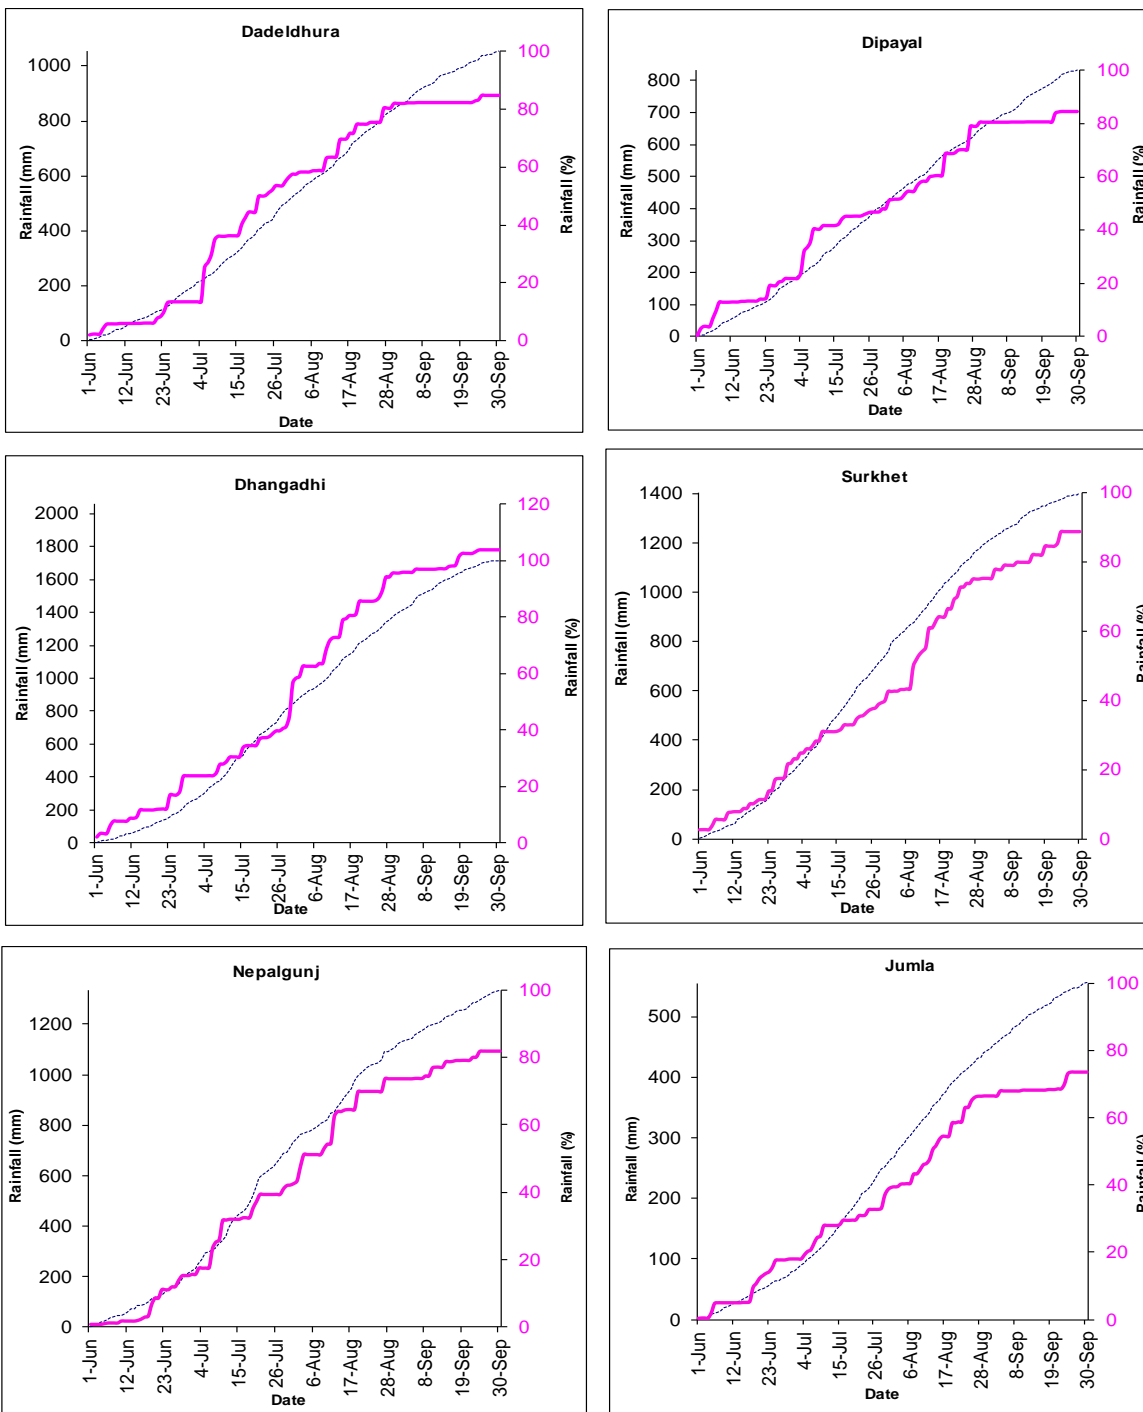 Dadeldhura
1000
800
600
400
200
0
Rainfall (mm)
100
80
60
40
20
0
Rainfall (%)
1-Jun
12-Jun
23-Jun
4-Jul
15-Jul
26-Jul
6-Aug
17-Aug
28-Aug
8-Sep
19-Sep
30-Sep
Date
Dipayal
800
700
600
500
400
300
200
100
0
Rainfall (mm)
100
80
60
40
20
0
Rainfall (%)
1-Jun
12-Jun
23-Jun
4-Jul
15-Jul
26-Jul
6-Aug
17-Aug
28-Aug
8-Sep
19-Sep
30-Sep
Date
Dhangadhi
2000
1800
1600
1400
1200
1000
800
600
400
200
0
Rainfall (mm)
120
100
80
60
40
20
0
Rainfall (%)
1-Jun
12-Jun
23-Jun
4-Jul
15-Jul
26-Jul
6-Aug
17-Aug
28-Aug
8-Sep
19-Sep
30-Sep
Date
Surkhet
1400
1200
1000
800
600
400
200
0
Rainfall (mm)
100
80
60
40
20
0
Rainfall (%)
1-Jun
12-Jun
23-Jun
4-Jul
15-Jul
26-Jul
6-Aug
17-Aug
28-Aug
8-Sep
19-Sep
30-Sep
Date
Nepalgunj
1200
1000
800
600
400
200
0
Rainfall (mm)
100
80
60
40
20
0
Rainfall (%)
1-Jun
12-Jun
23-Jun
4-Jul
15-Jul
26-Jul
6-Aug
17-Aug
28-Aug
8-Sep
19-Sep
30-Sep
Date
Jumla
500
400
300
200
100
0
Rainfall (mm)
100
80
60
40
20
0
Rainfall (%)
1-Jun
12-Jun
23-Jun
4-Jul
15-Jul
26-Jul
6-Aug
17-Aug
28-Aug
8-Sep
19-Sep
30-Sep
Date